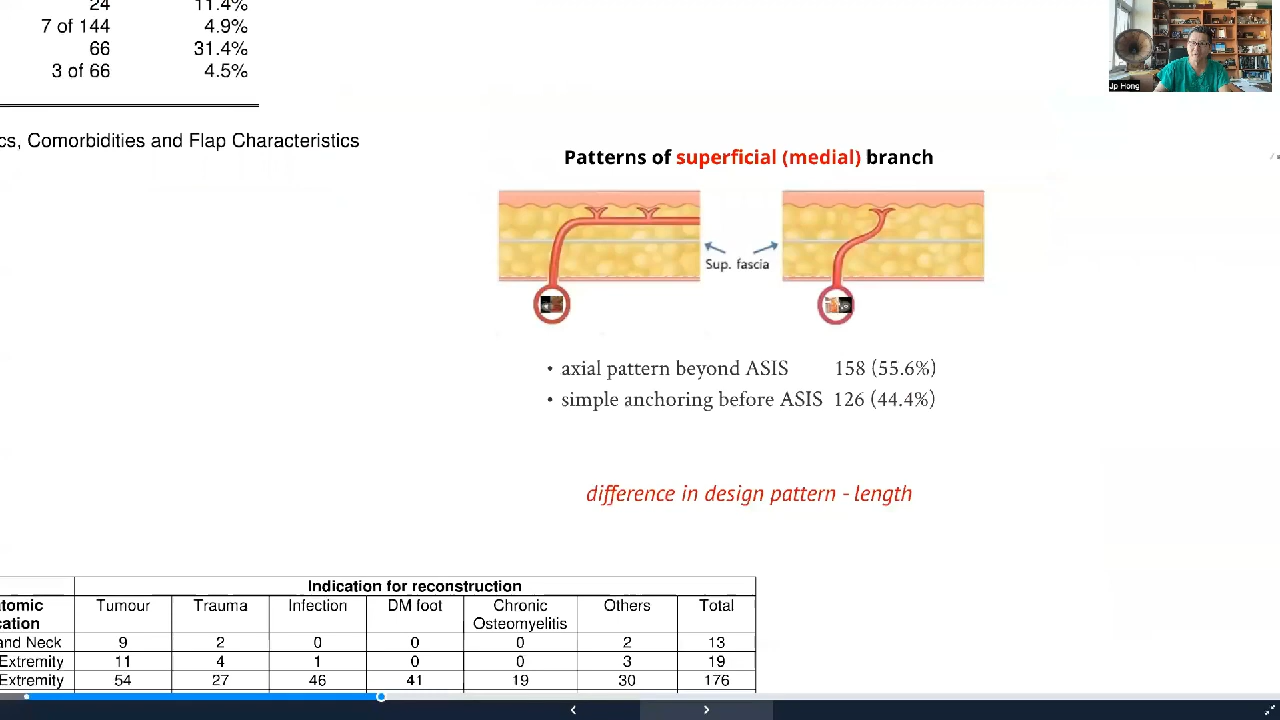 24 11.4%
7 of 144 4.9%
66 31.4%
3 of 66 4.5%
cs, Comorbidities and Flap Characteristics
Jp Hong
Patterns of superficial (medial) branch
Sup. fascia
• axial pattern beyond ASIS 158 (55.6%)
• simple anchoring before ASIS 126 (44.4%)
difference in design pattern - length
Indication for reconstruction
tomic
cation
Tumour Trauma Infection DM foot Chronic Osteomyelitis Others Total
and Neck 9 2 0 0 0 2 13
Extremity 11 4 1 0 0 3 19
Extremity 54 27 46 41 19 30 176